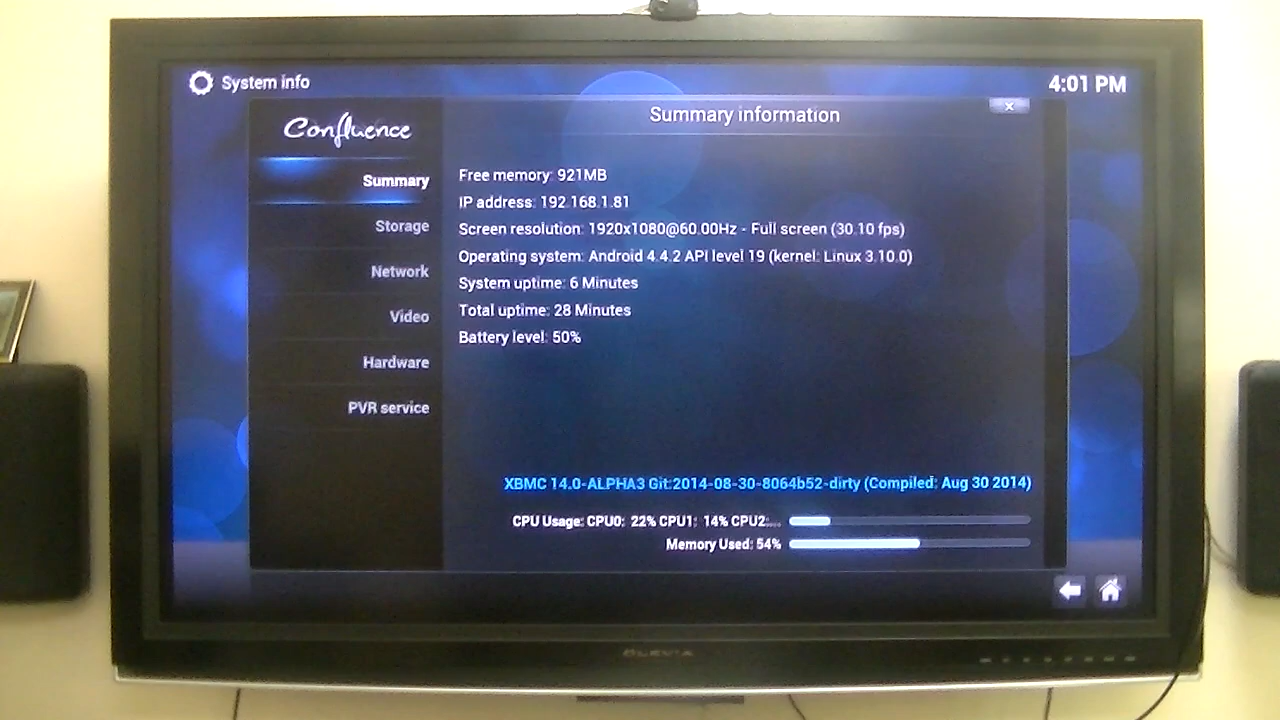 System info
4:01 PM
Confluence
Summary information
x
Summary
Storage
Network
Video
Hardware
PVR service
Free memory: 921MB
IP address: 192.168.1.81
Screen resolution: 1920x1080@60.00Hz - Full screen (30.10 fps)
Operating system: Android 4.4.2 API level 19 (kernel: Linux 3.10.0)
System uptime: 6 Minutes
Total uptime: 28 Minutes
Battery level: 50%
XBMC 14.0-ALPHA3 Git:2014-08-30-8064b52-dirty (Compiled: Aug 30 2014)
CPU Usage: CPU0: 22% CPU1: 14% CPU2:...
Memory Used: 54%
OLEVIA